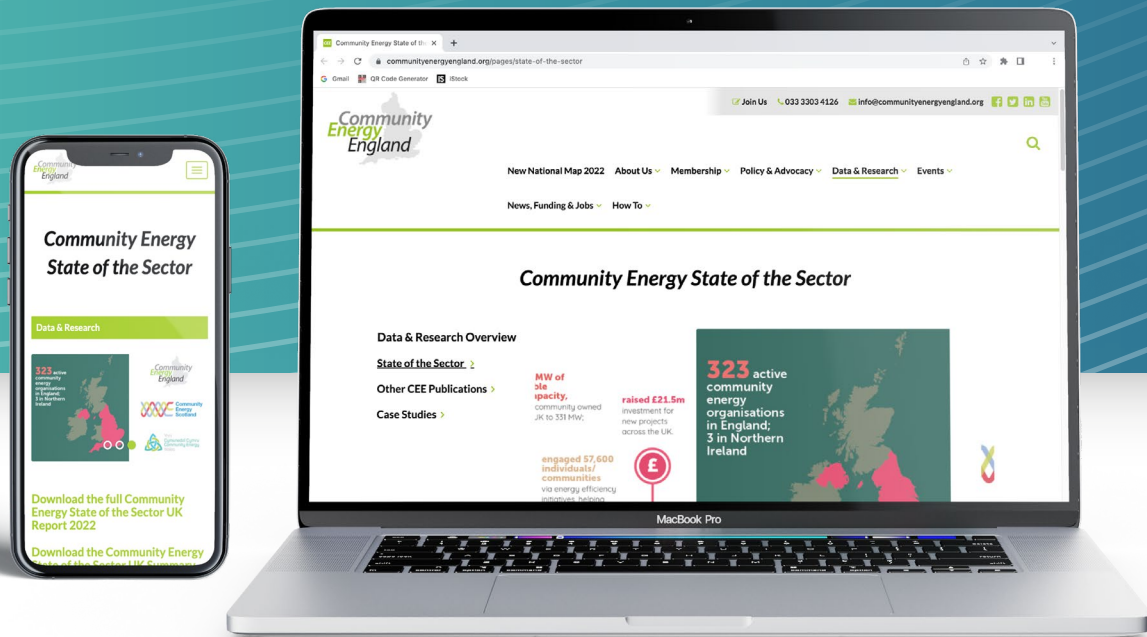 Community
Energy
England
Community Energy
State of the Sector
Data & Research
323 active
community
energy
organisations
in England;
3 in Northern
Ireland
Community
Energy
England
Community
Energy
Scotland
Download the full Community
Energy State of the Sector UK
Report 2022
Download the Community Energy
State of the Sector UK Summary
Community Energy State of th
communityenergyengland.org/pages/state-of-the-sector
Gmail QR Code Generator iStock
Join Us 033 3303 4126 info@communityenergyengland.org
Community
Energy
England
New National Map 2022 About Us Membership Policy & Advocacy Data & Research Events
News, Funding & Jobs How To
Community Energy State of the Sector
Data & Research Overview
State of the Sector >
Other CEE Publications >
Case Studies >
MW of
ble
apacity,
community owned
JK to 331 MW;
raised £21.5m
investment for
new projects
across the UK.
engaged 57,600
individuals/
communities
via energy efficiency
initiatives, helping
£
323 active
community
energy
organisations
in England;
3 in Northern
Ireland
MacBook Pro